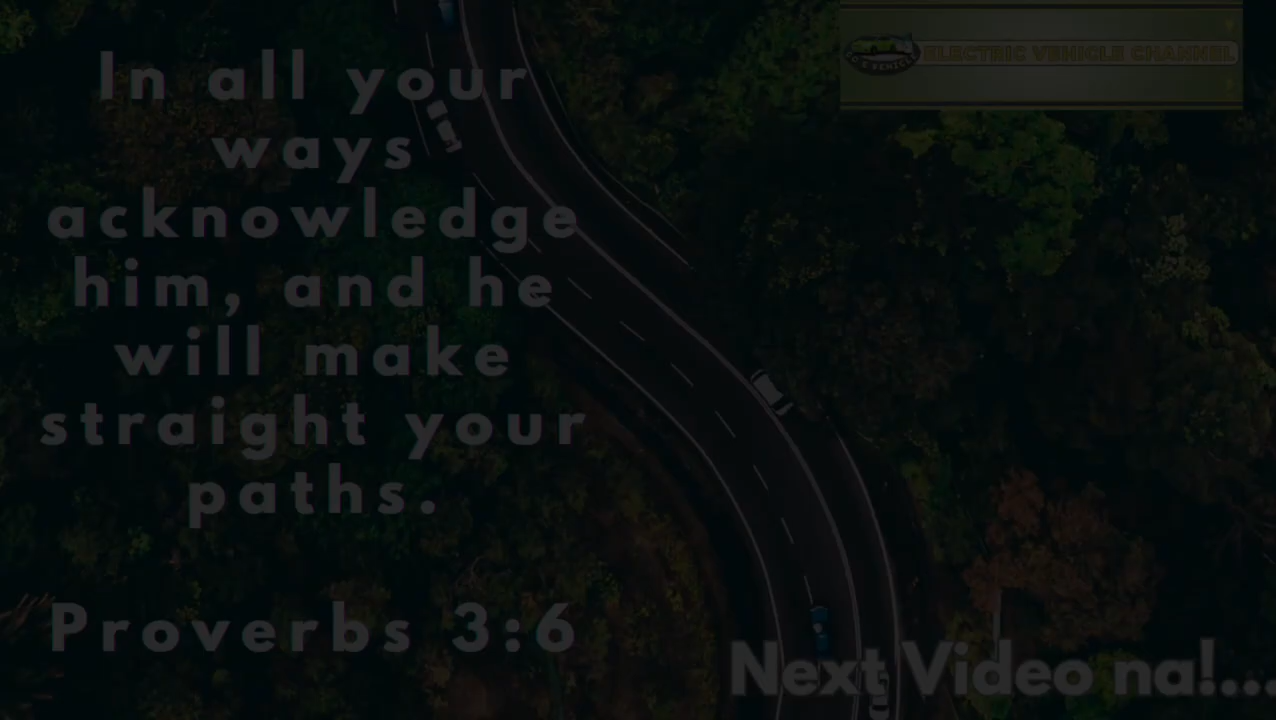 In all your
ways
acknowledge
him, and he
will make
straight your
paths.
Proverbs 3:6
ELECTRIC VEHICLE CHANNEL
Next Video na!...